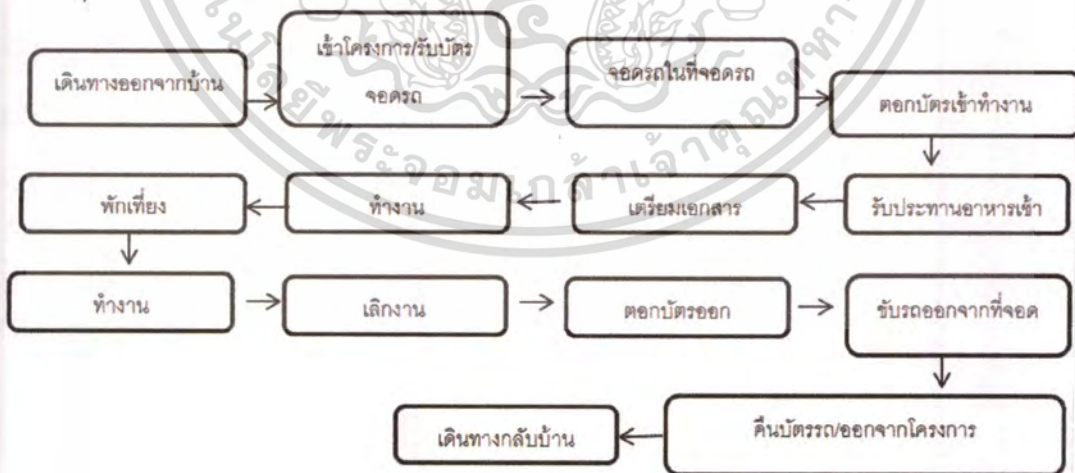 เดินทางออกจากบ้าน
เข้าโครงการ/รับบัตร
จอดรถ
จอดรถในที่จอดรถ
ตอกบัตรเข้าทำงาน
รับประทานอาหารเช้า
เตรียมเอกสาร
ทำงาน
พักเที่ยง
ทำงาน
เลิกงาน
ตอกบัตรออก
ขับรถออกจากที่จอด
คืนบัตรรถ/ออกจากโครงการ
เดินทางกลับบ้าน